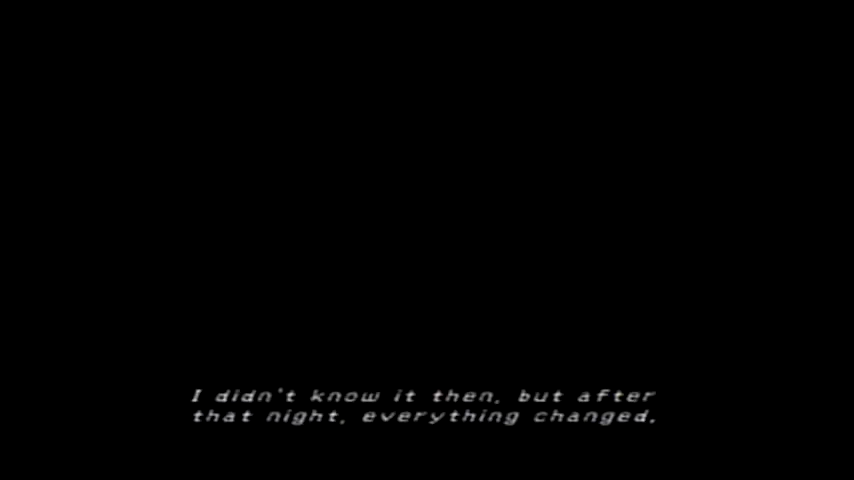 I didn't know it then, but after
that night, everything changed.